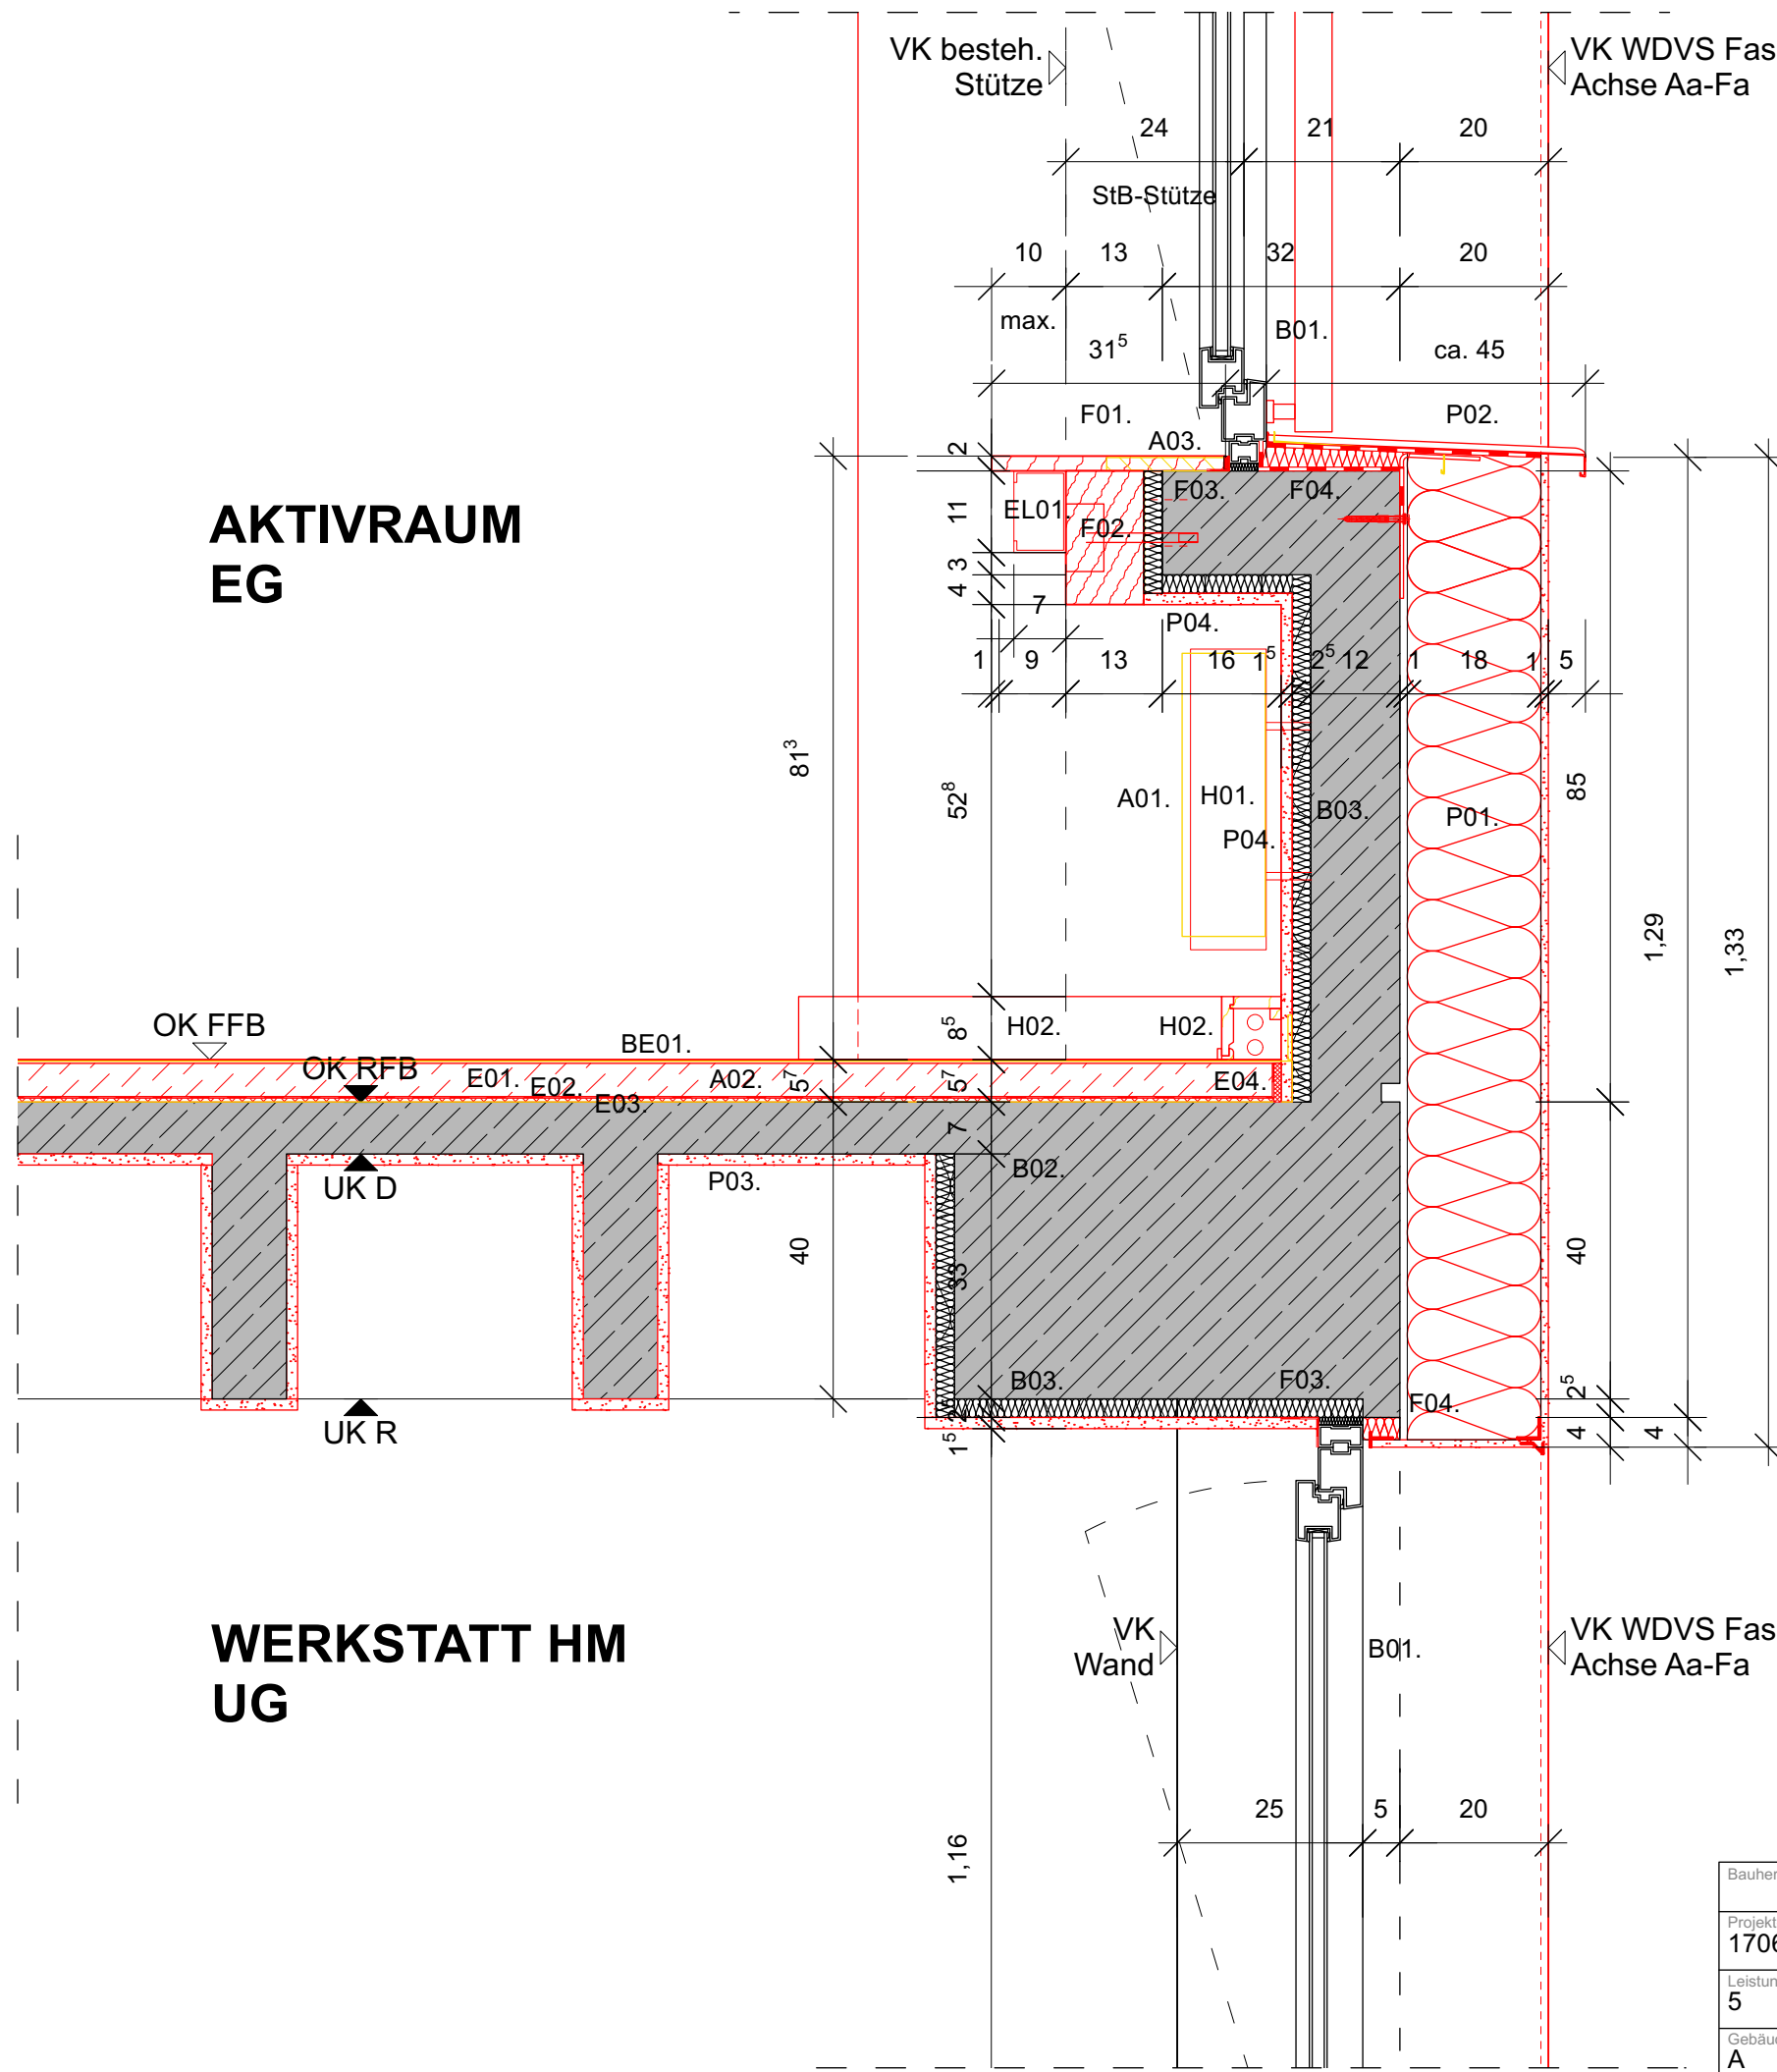 VK besteh.
Stütze
VK WDVS Fas
Achse Aa-Fa
24 21 20
StB-Stütze
10 13 32 20
max.
31⁵
B01.
ca. 45
F01.
P02.
A03.
2
F03.
F04.
EL01.
11
F02.
AKTIVRAUM
EG
3
4
7
P04.
1 9 13 16 1⁵ 2⁵ 12 1 18 1 5
81³
52⁸
A01.
H01.
B03.
P01.
85
P04.
1,29
1,33
OK FFB
8⁵
H02.
H02.
BE01.
OK RFB
E01.
E02.
A02.
E04.
5⁷
5⁷
E03.
7
B02.
UK D
P03.
40
33
40
B03.
F03.
2⁵
F04.
UK R
1⁵
4
4
WERKSTATT HM
UG
VK
Wand
B01.
VK WDVS Fas
Achse Aa-Fa
25 5 20
1,16
Bauher
Projekt
1706
Leistun
5
Gebäud
A